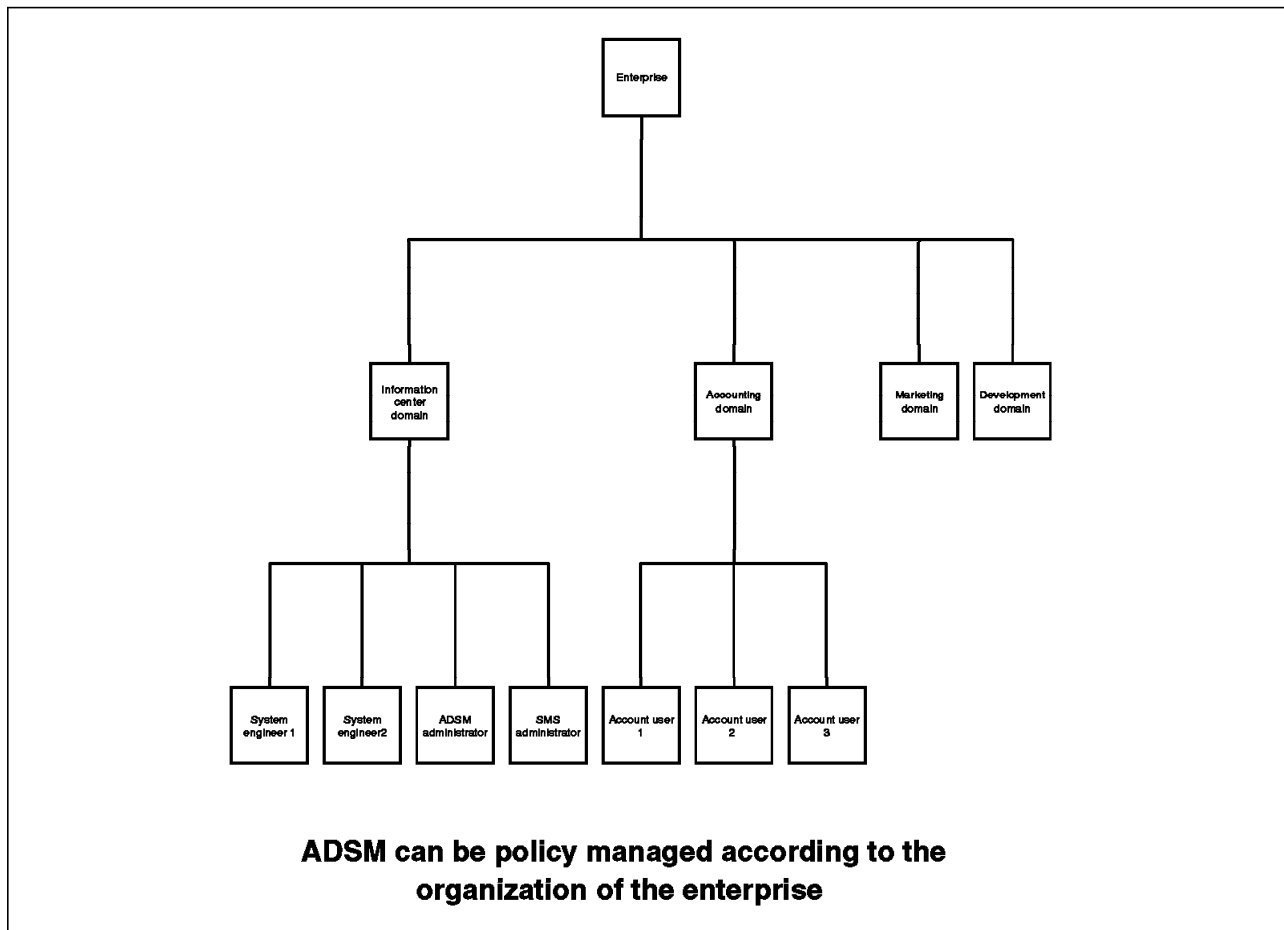 Enterprise
Information
center
domain
Accounting
domain
Marketing
domain
Development
domain
System
engineer 1
System
engineer2
ADSM
administrator
SMS
administrator
Account user
1
Account user
2
Account user
3
ADSM can be policy managed according to the
organization of the enterprise